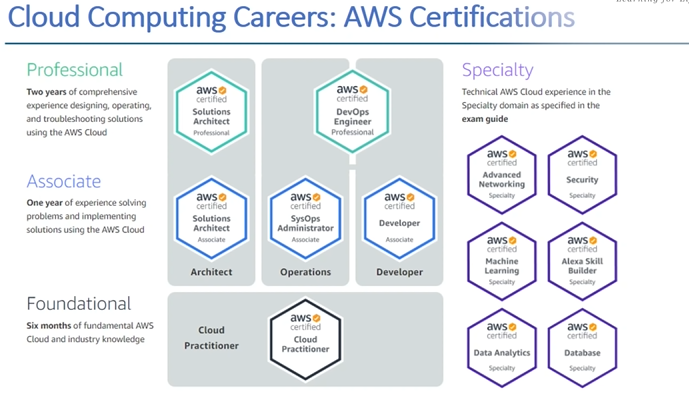 Cloud Computing Careers: AWS Certifications
Professional
Two years of comprehensive
experience designing, operating,
and troubleshooting solutions
using the AWS Cloud
aws
certified
Solutions
Architect
Professional
aws
certified
DevOps
Engineer
Professional
Associate
One year of experience solving
problems and implementing
solutions using the AWS Cloud
aws
certified
Solutions
Architect
Associate
Architect
aws
certified
SysOps
Administrator
Associate
Operations
aws
certified
Developer
Associate
Developer
Foundational
Six months of fundamental AWS
Cloud and industry knowledge
Cloud
Practitioner
aws
certified
Cloud
Practitioner
Specialty
Technical AWS Cloud experience in the
Specialty domain as specified in the
exam guide
aws
certified
Advanced
Networking
Specialty
aws
certified
Security
Specialty
aws
certified
Machine
Learning
Specialty
aws
certified
Alexa Skill
Builder
Specialty
aws
certified
Data Analytics
Specialty
aws
certified
Database
Specialty